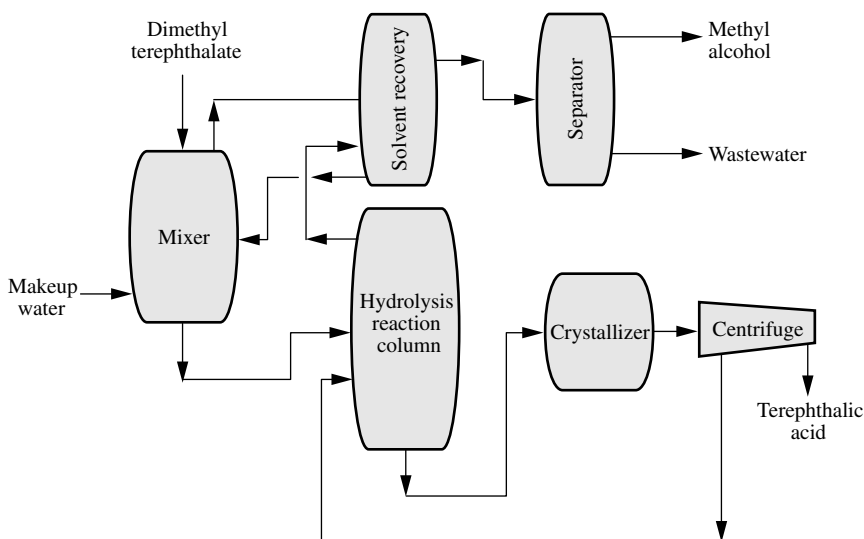 Dimethyl
terephthalate
Solvent recovery
Separator
Methyl
alcohol
Wastewater
Mixer
Makeup
water
Hydrolysis
reaction
column
Crystallizer
Centrifuge
Terephthalic
acid